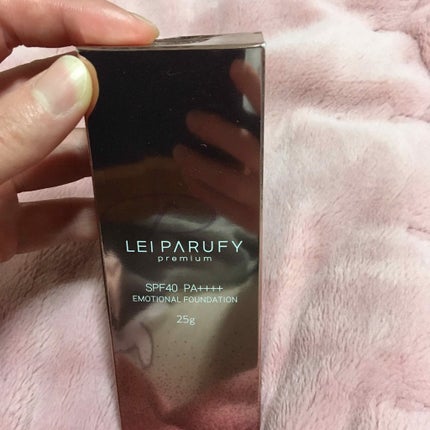 LEI PARUFY
premium
SPF40 PA++++
EMOTIONAL FOUNDATION
25g